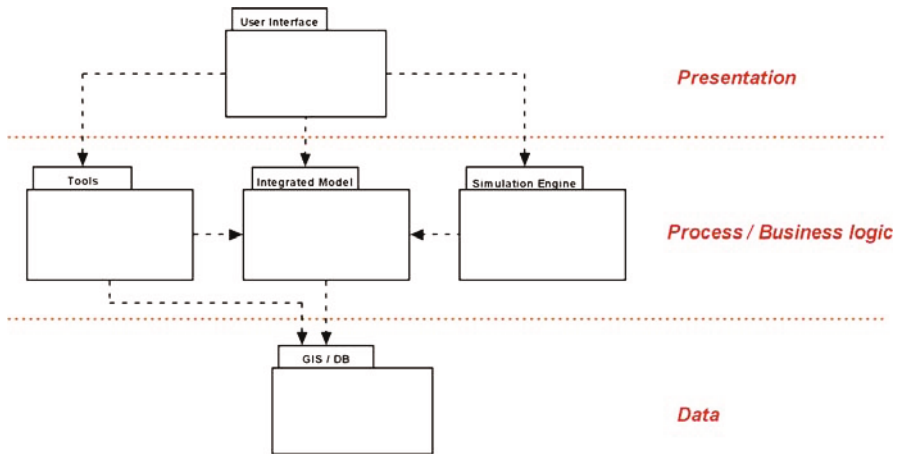 User Interface
Presentation
Tools
Integrated Model
Simulation Engine
Process / Business logic
GIS / DB
Data